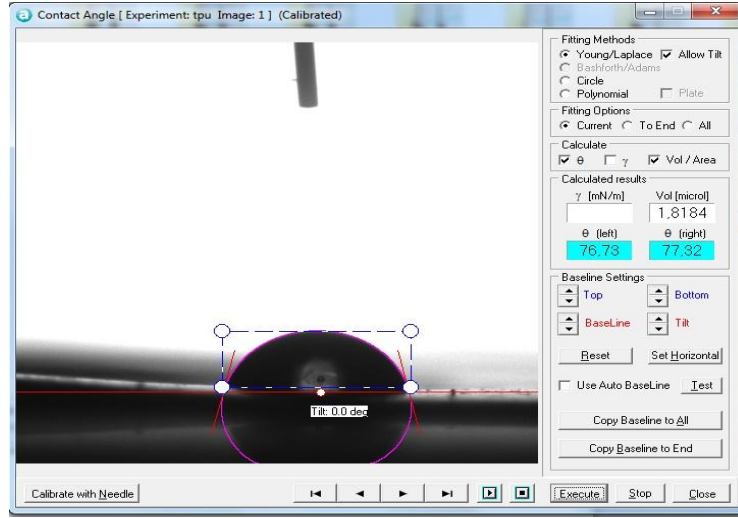 Contact Angle [ Experiment: tpu Image: 1 ] (Calibrated)
Fitting Methods
Young/Laplace Allow Tilt
Bashforth/Adams
Circle
Polynomial Plate
Fitting Options
Current To End All
Calculate
θ γ Vol / Area
Calculated results
γ [mN/m] Vol [microl]
1,8184
θ (left) θ (right)
76,73 77,32
Baseline Settings
Top Bottom
BaseLine Tilt
Reset Set Horizontal
Use Auto BaseLine Test
Copy Baseline to All
Copy Baseline to End
Tilt: 0.0 deg
Calibrate with Needle Execute Stop Close